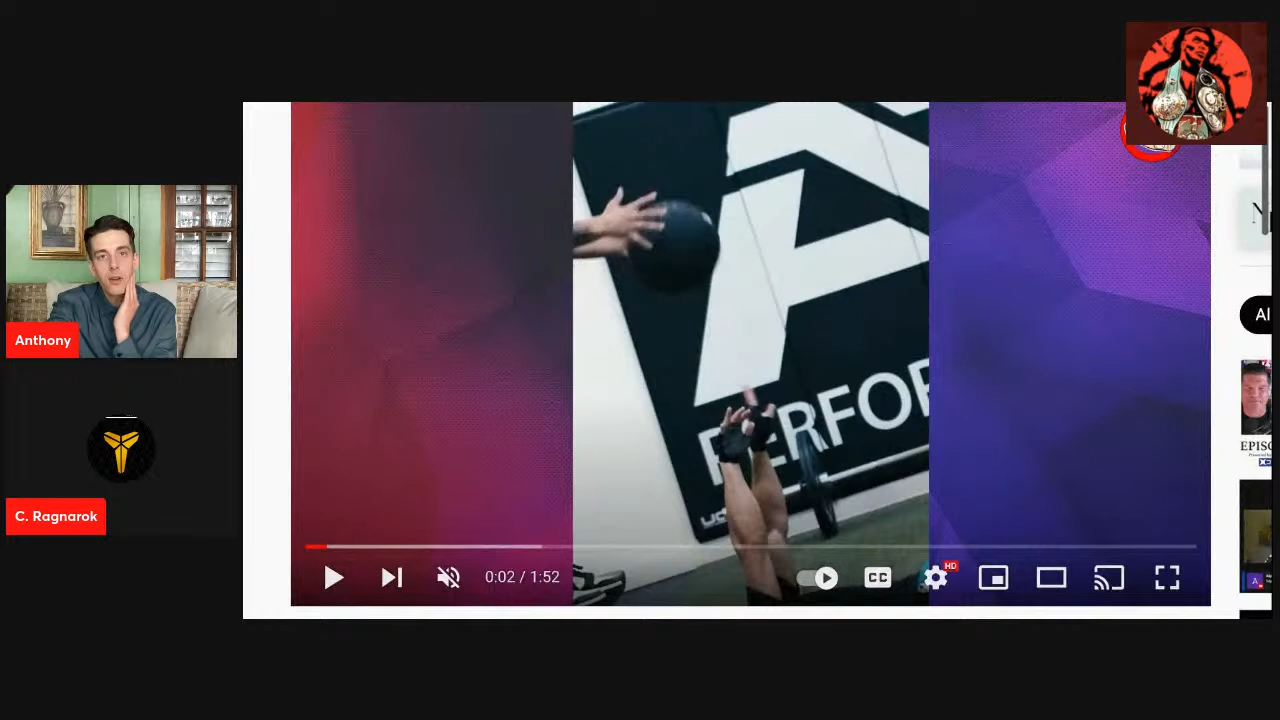 Anthony
C. Ragnarok
PERFOR
0:02 / 1:52
CC
HD
Al
EPISO